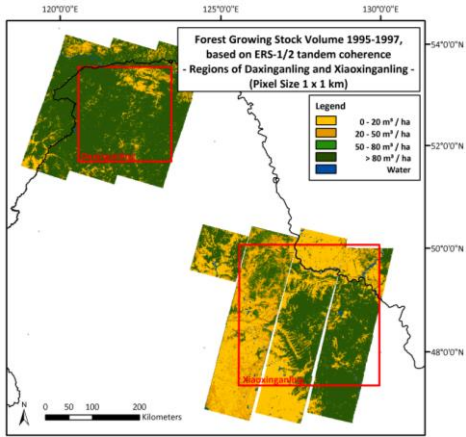 120°0'0"E 125°0'0"E 130°0'0"E
Forest Growing Stock Volume 1995-1997,
based on ERS-1/2 tandem coherence
- Regions of Daxinganling and Xiaoxinganling -
(Pixel Size 1 x 1 km)
54°0'0"N
Legend
0 - 20 m³ / ha
20 - 50 m³ / ha
50 - 80 m³ / ha
> 80 m³ / ha
Water
52°0'0"N
50°0'0"N
48°0'0"N
Xiaoxinganling
N
0 50 100 200
Kilometers